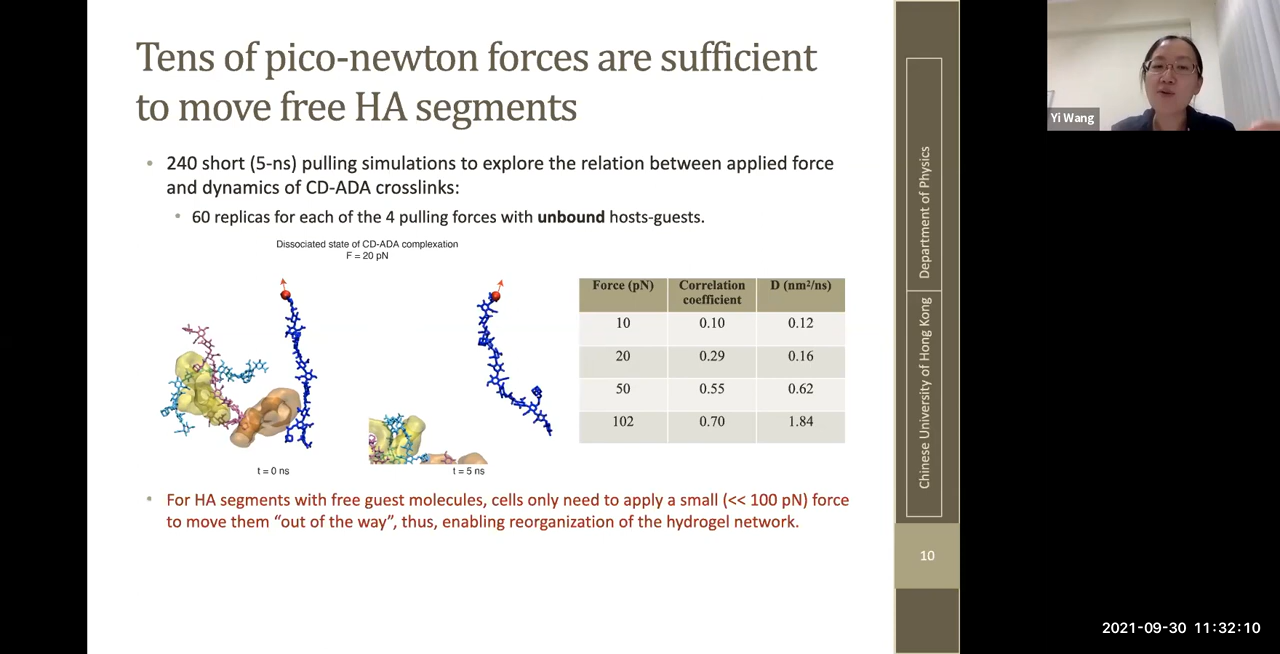 Tens of pico-newton forces are sufficient
to move free HA segments
• 240 short (5-ns) pulling simulations to explore the relation between applied force
and dynamics of CD-ADA crosslinks:
• 60 replicas for each of the 4 pulling forces with unbound hosts-guests.
Dissociated state of CD-ADA complexation
F = 20 pN
t = 0 ns
t = 5 ns
Force (pN) Correlation coefficient D (nm²/ns)
10 0.10 0.12
20 0.29 0.16
50 0.55 0.62
102 0.70 1.84
• For HA segments with free guest molecules, cells only need to apply a small (<< 100 pN) force
to move them “out of the way”, thus, enabling reorganization of the hydrogel network.
Department of Physics
Chinese University of Hong Kong
10
Yi Wang
2021-09-30 11:32:10